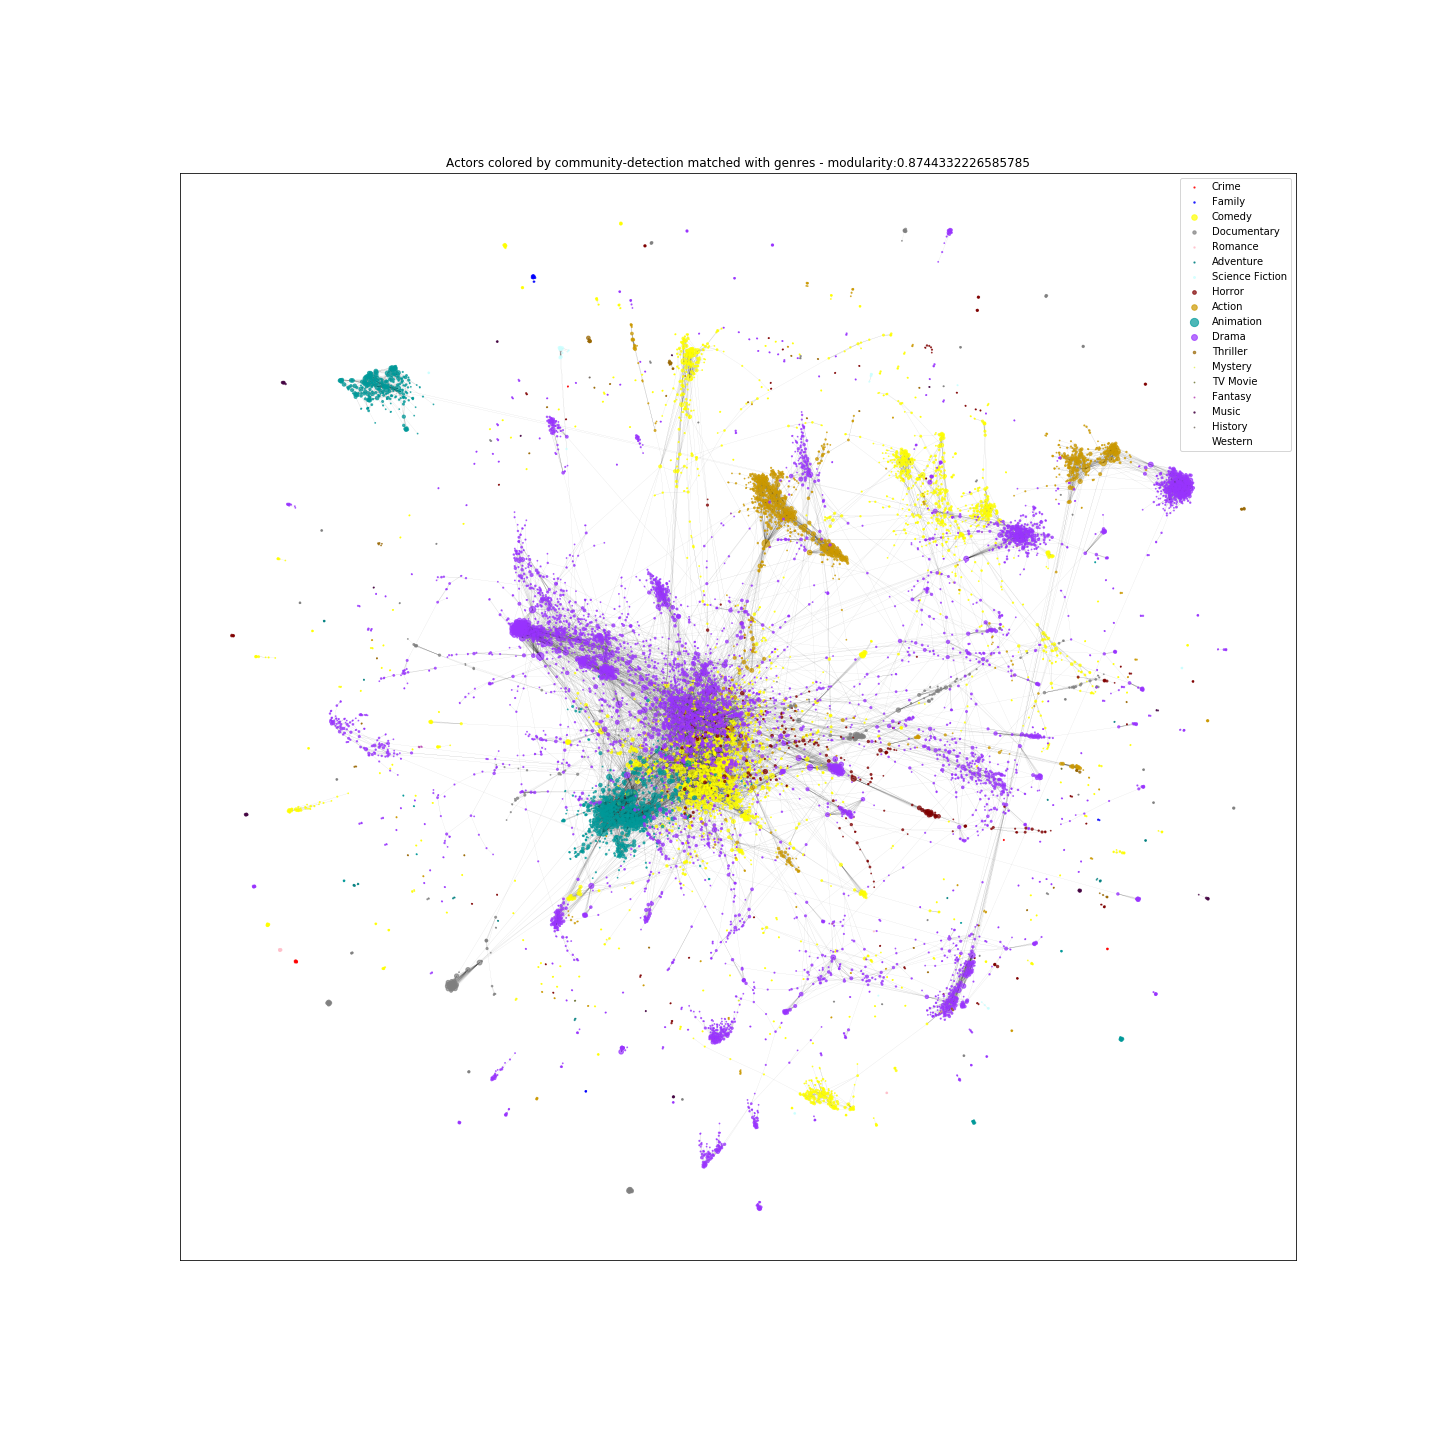 Actors colored by community-detection matched with genres - modularity:0.8744332226585785
Crime
Family
Comedy
Documentary
Romance
Adventure
Science Fiction
Horror
Action
Animation
Drama
Thriller
Mystery
TV Movie
Fantasy
Music
History
Western